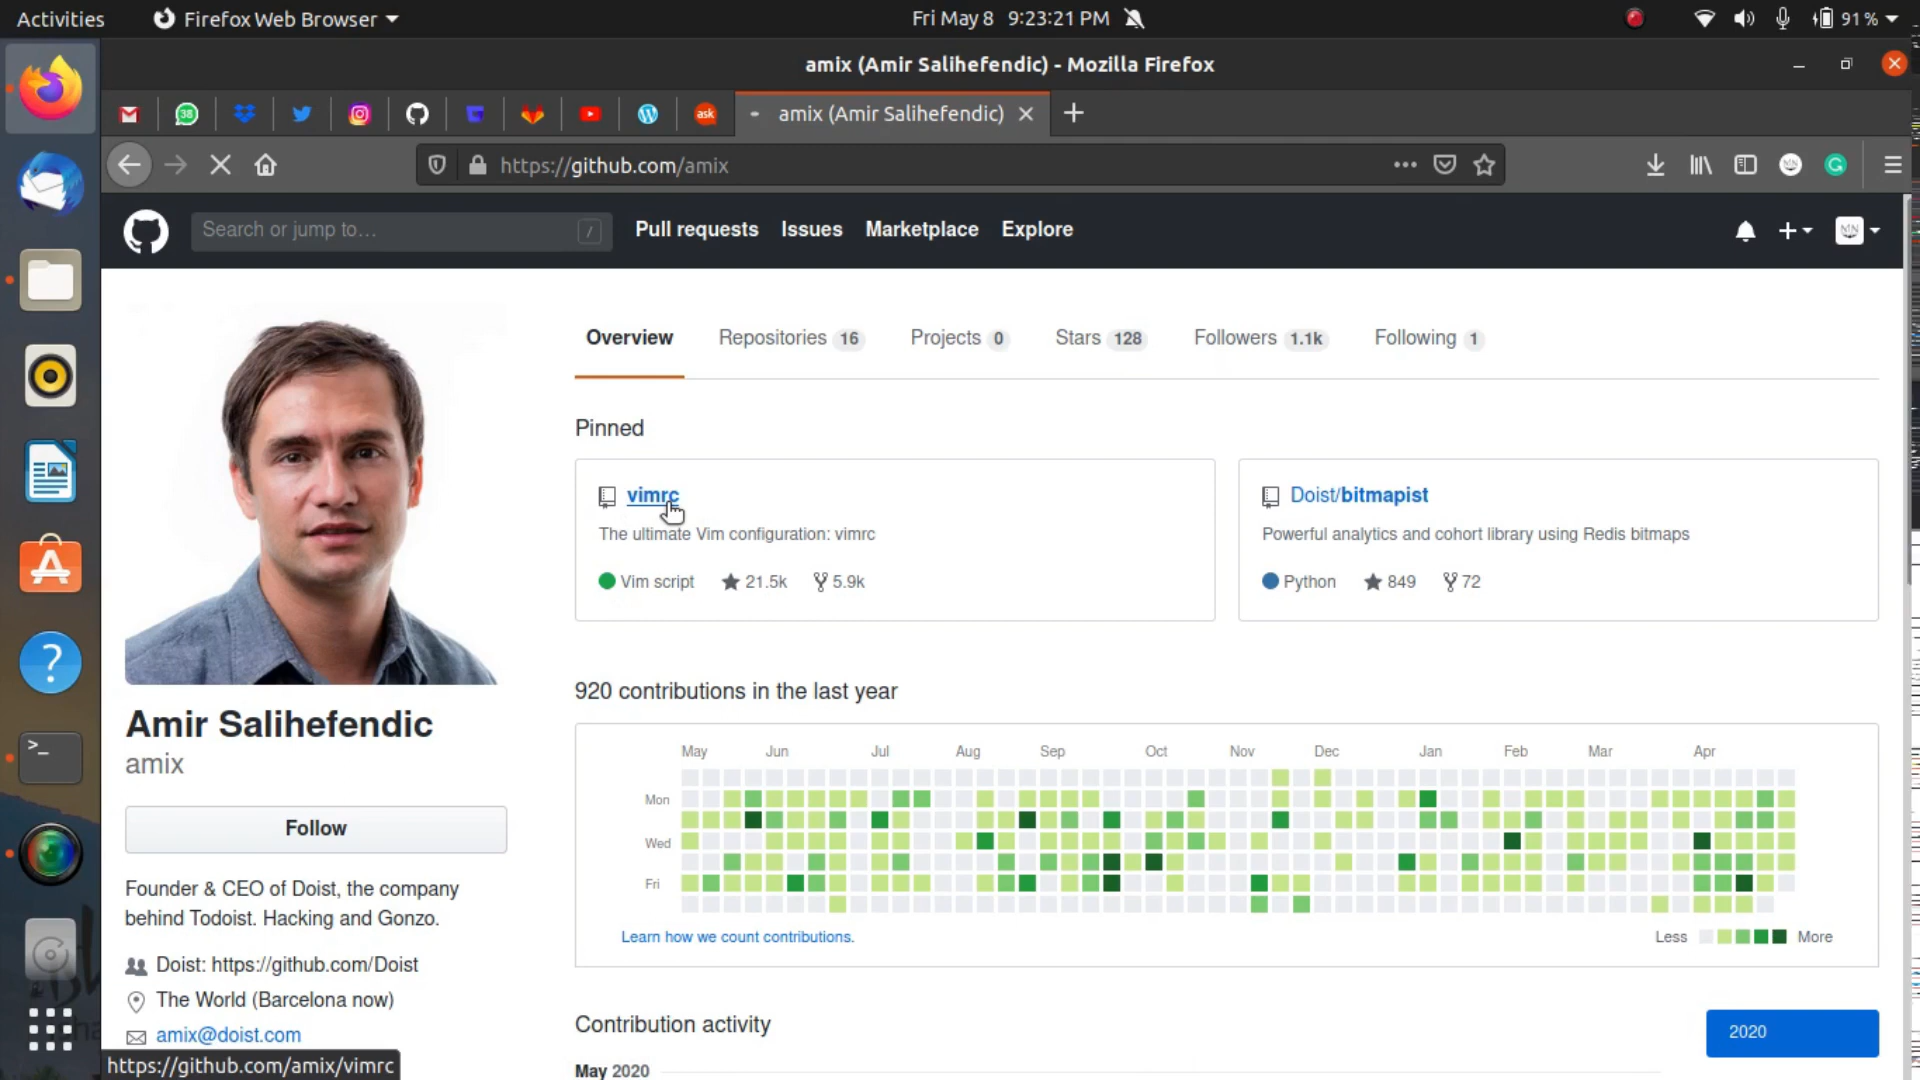 Activities
Firefox Web Browser
Fri May 8 9:23:21 PM
91 %
amix (Amir Salihefendic) - Mozilla Firefox
38
ask
amix (Amir Salihefendic)
https://github.com/amix
Search or jump to…
/
Pull requests
Issues
Marketplace
Explore
Overview
Repositories 16
Projects 0
Stars 128
Followers 1.1k
Following 1
Pinned
vimrc
The ultimate Vim configuration: vimrc
Vim script 21.5k 5.9k
Doist/bitmapist
Powerful analytics and cohort library using Redis bitmaps
Python 849 72
Amir Salihefendic
amix
Follow
Founder & CEO of Doist, the company
behind Todoist. Hacking and Gonzo.
Doist: https://github.com/Doist
The World (Barcelona now)
amix@doist.com
920 contributions in the last year
May Jun Jul Aug Sep Oct Nov Dec Jan Feb Mar Apr
Mon
Wed
Fri
Learn how we count contributions.
Less
More
Contribution activity
2020
May 2020
https://github.com/amix/vimrc